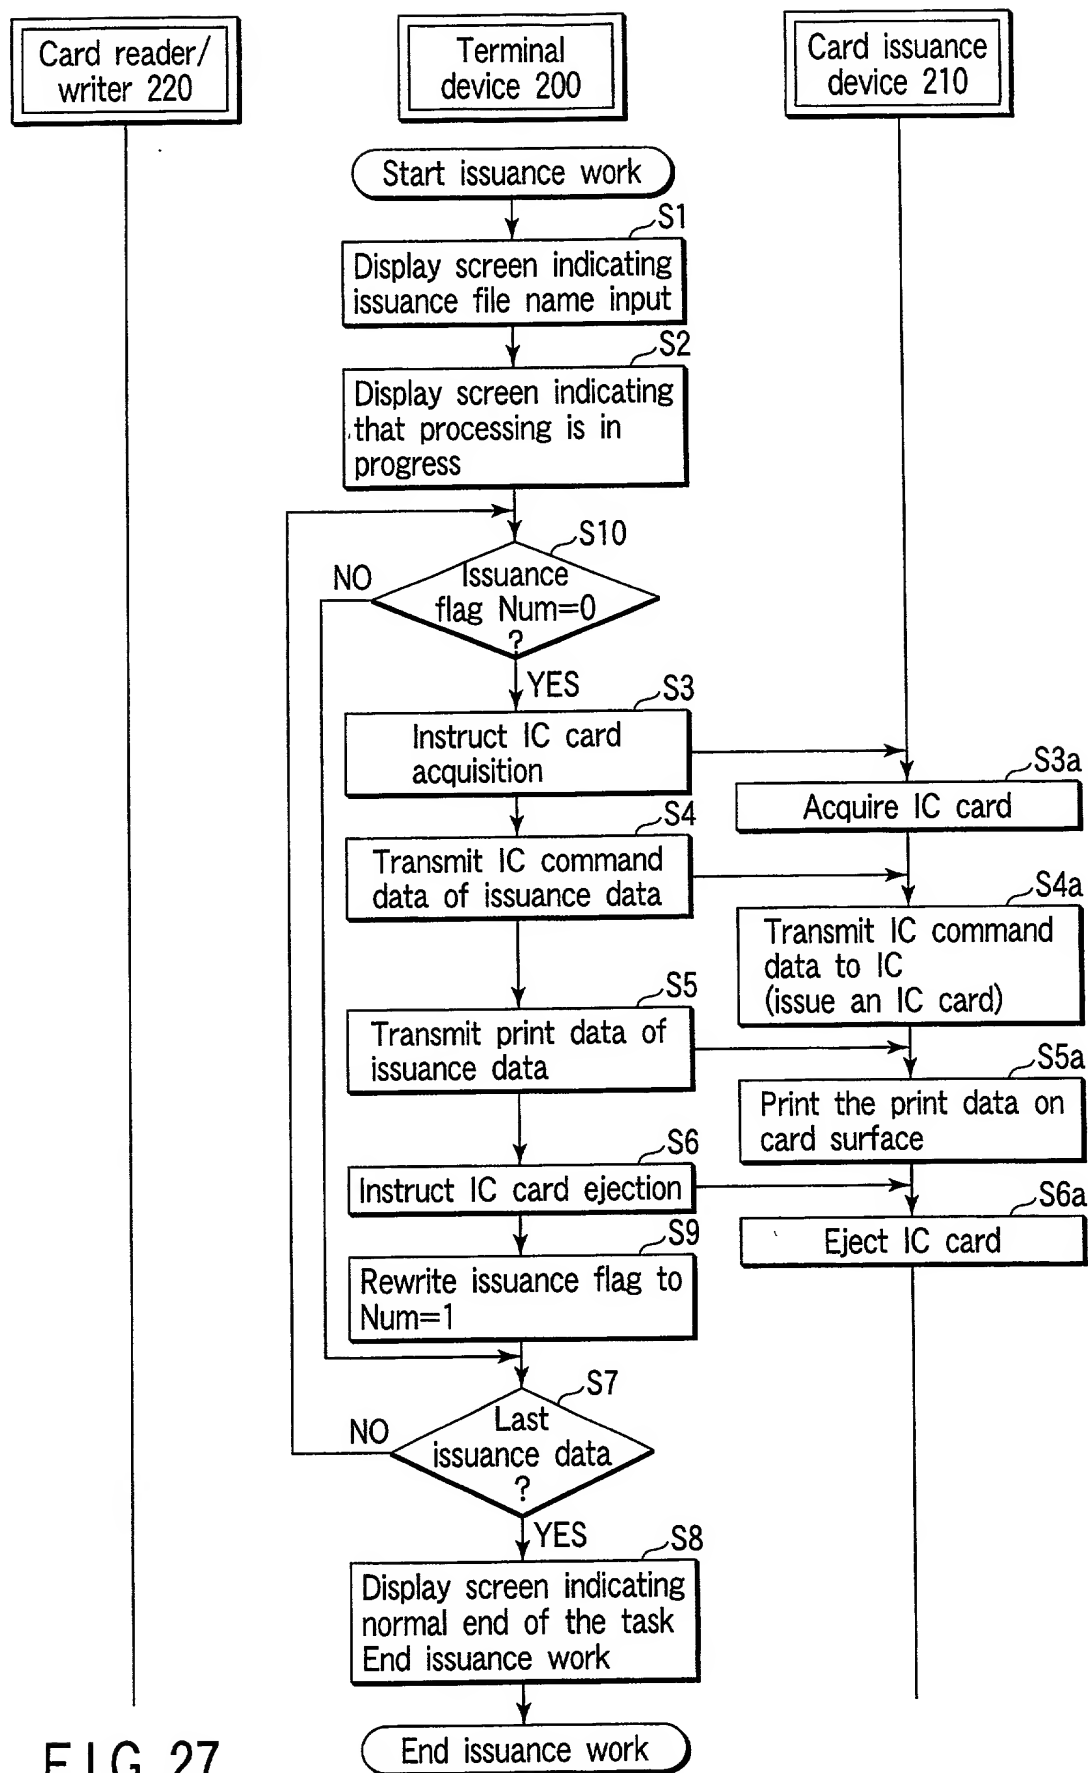 Card reader/
writer 220
Terminal
device 200
Card issuance
device 210
Start issuance work
S1
Display screen indicating
issuance file name input
S2
Display screen indicating
that processing is in
progress
S10
NO
Issuance
flag Num=0
?
YES
S3
Instruct IC card
acquisition
S3a
Acquire IC card
S4
Transmit IC command
data of issuance data
S4a
Transmit IC command
data to IC
(issue an IC card)
S5
Transmit print data of
issuance data
S5a
Print the print data on
card surface
S6
Instruct IC card ejection
S6a
Eject IC card
S9
Rewrite issuance flag to
Num=1
S7
NO
Last
issuance data
?
YES
S8
Display screen indicating
normal end of the task
End issuance work
End issuance work
FIG. 27